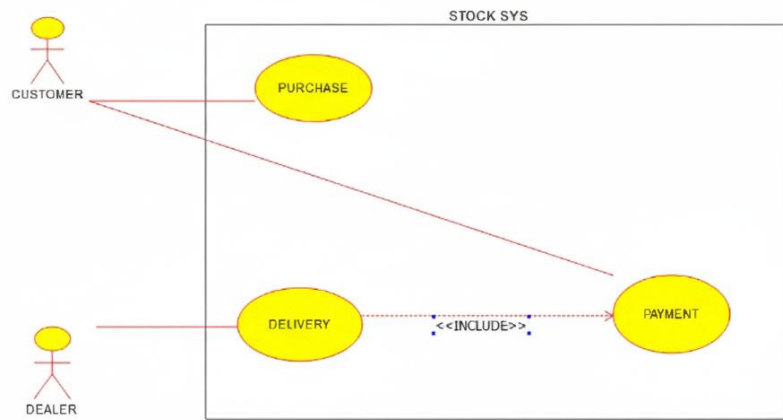 STOCK SYS
CUSTOMER
PURCHASE
DELIVERY
<<INCLUDE>>
PAYMENT
DEALER